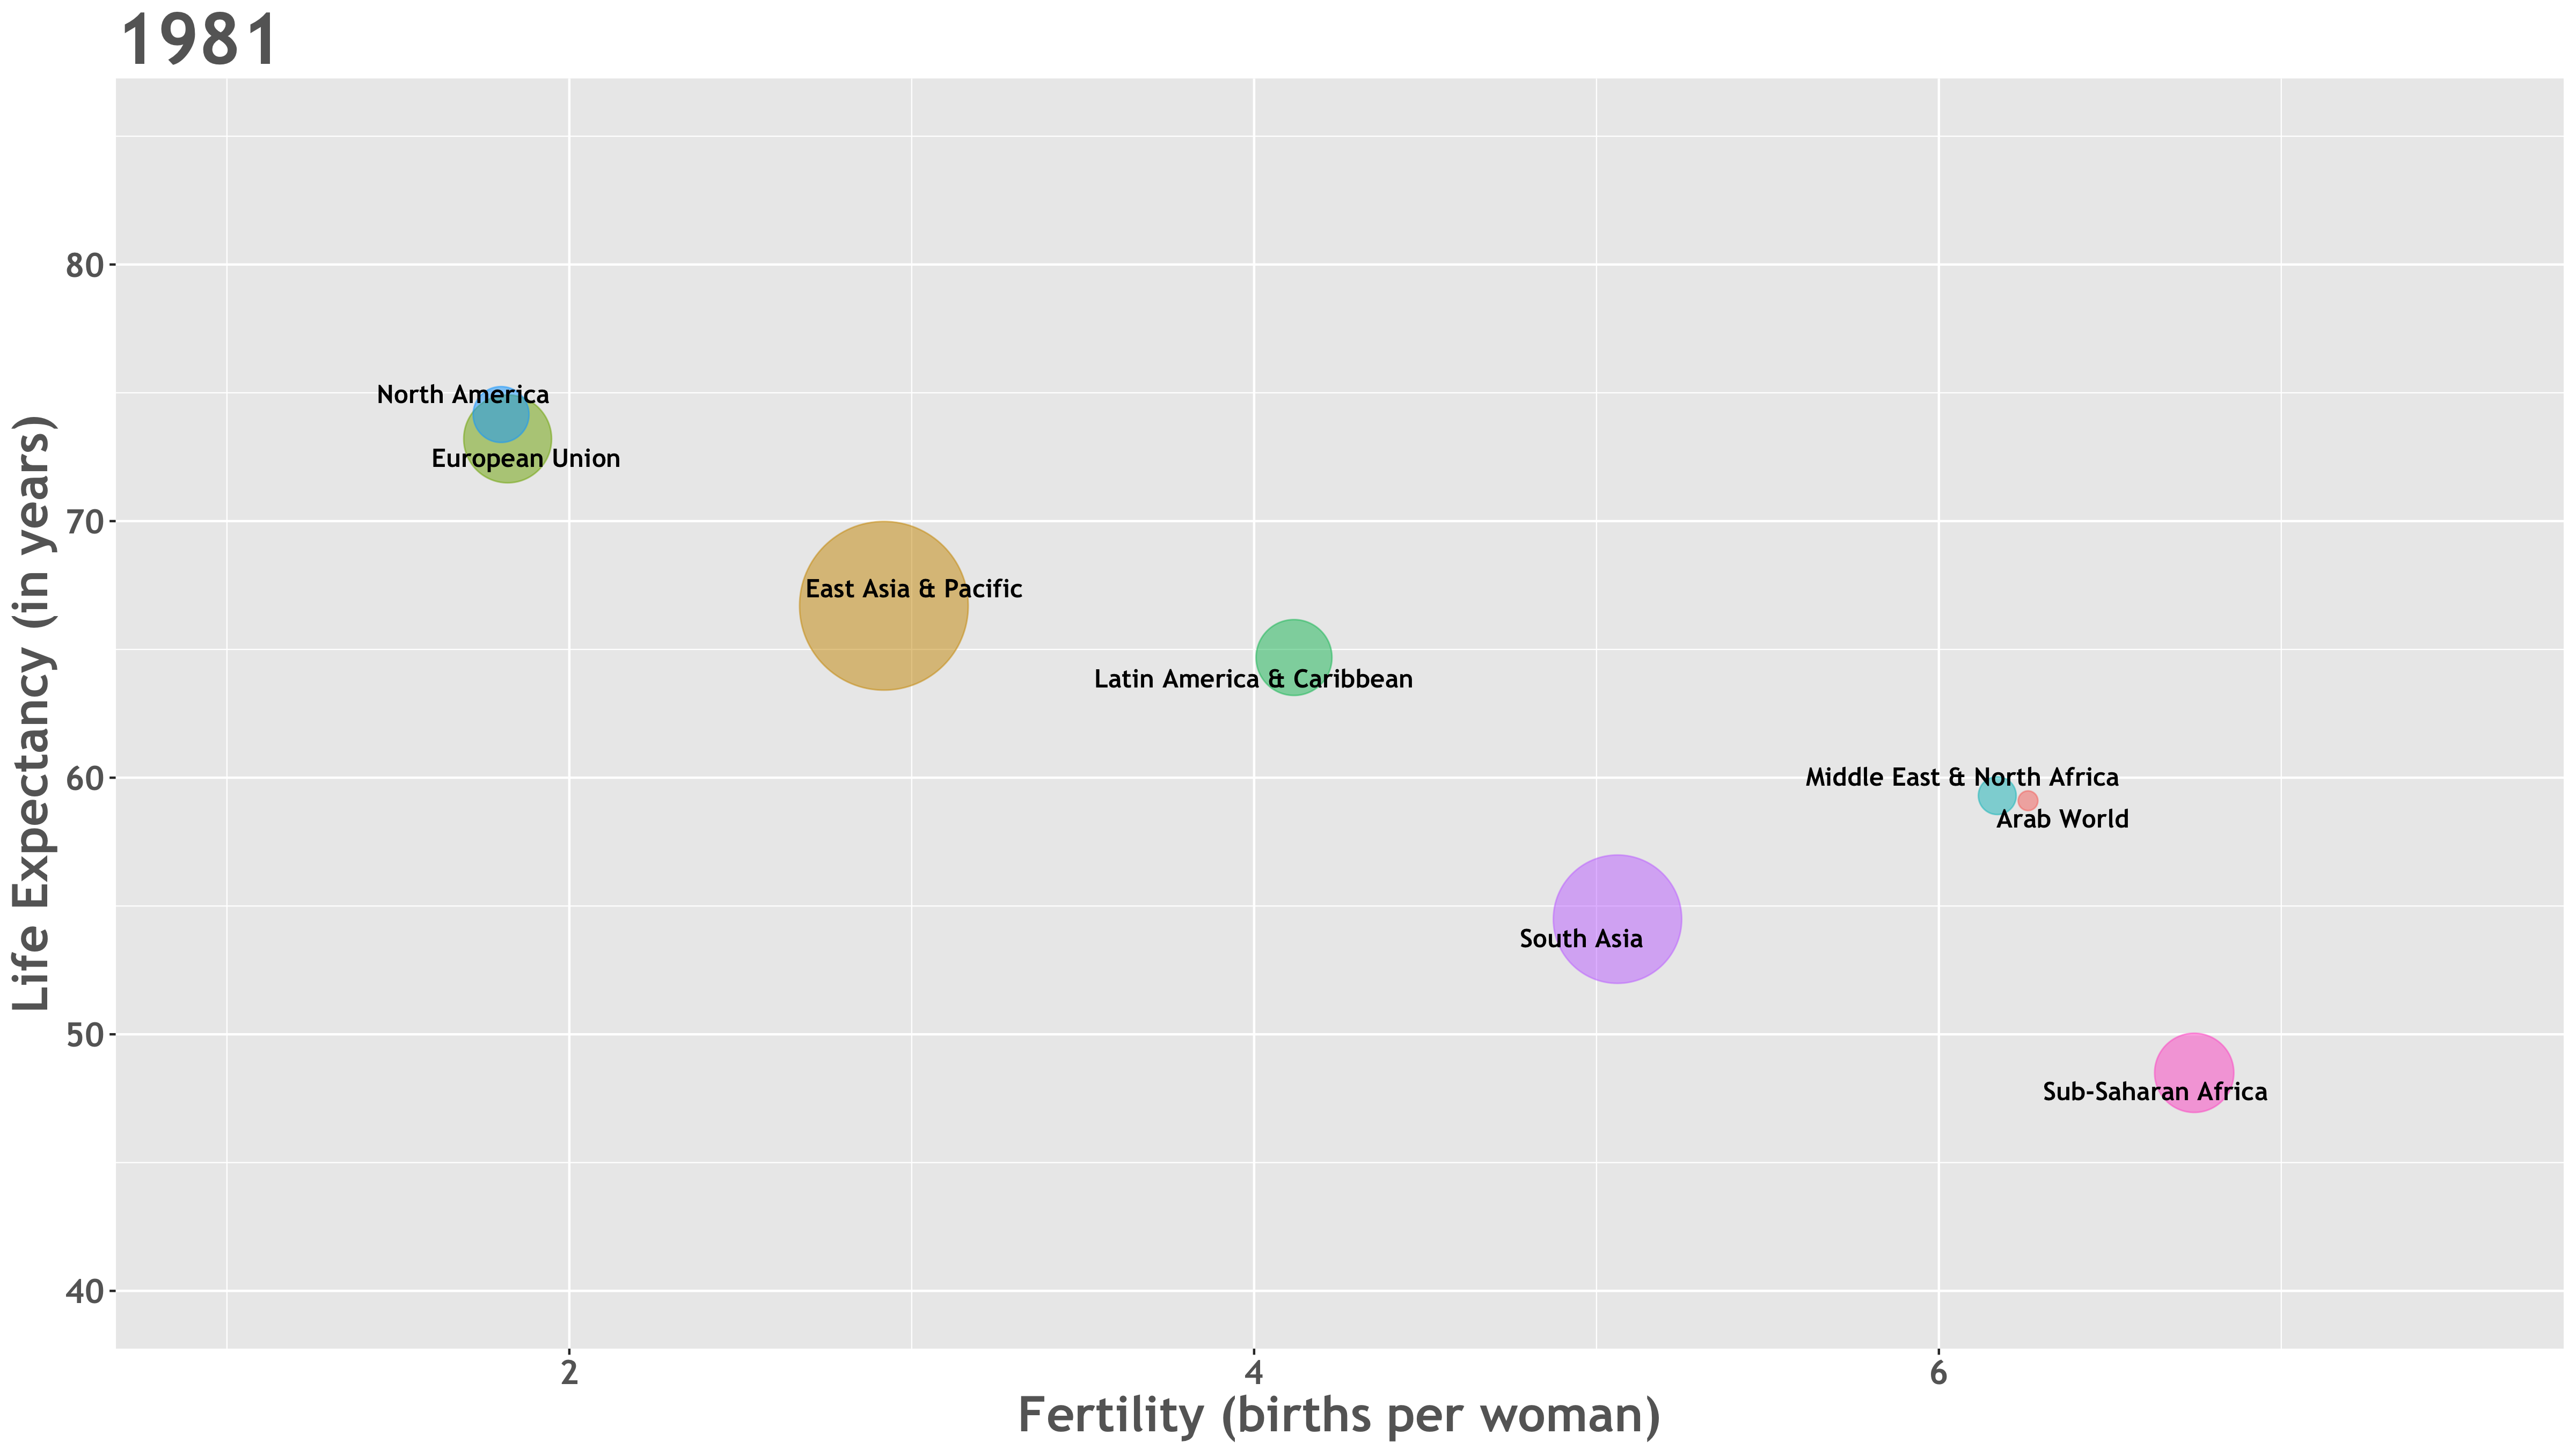 1981
Life Expectancy (in years)
80
70
60
50
40
North America
European Union
East Asia & Pacific
Latin America & Caribbean
Middle East & North Africa
Arab World
South Asia
Sub-Saharan Africa
2
4
6
Fertility (births per woman)